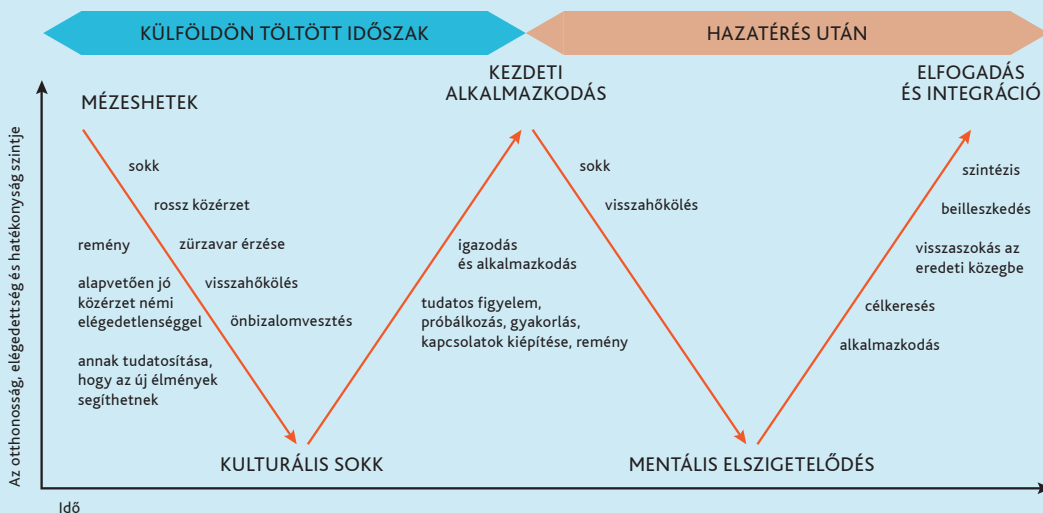 KÜLFÖLDÖN TÖLTÖTT IDŐSZAK
HAZATÉRÉS UTÁN
Az otthonosság, elégedettség és hatékonyság szintje
MÉZESHETEK
sokk
rossz közérzet
remény
zürzavar érzése
alapvetően jó
közérzet némi
elégedetlenséggel
visszahőkölés
önbizalomvesztés
annak tudatosítása,
hogy az új élmények
segíthetnek
KULTURÁLIS SOKK
KEZDETI
ALKALMAZKODÁS
igazodás
és alkalmazkodás
tudatos figyelem,
próbálkozás, gyakorlás,
kapcsolatok kiépítése, remény
sokk
visszahőkölés
MENTÁLIS ELSZIGETELŐDÉS
ELFOGADÁS
ÉS INTEGRÁCIÓ
szintézis
beilleszkedés
visszaszokás az
eredeti közegbe
célkeresés
alkalmazkodás
Idő